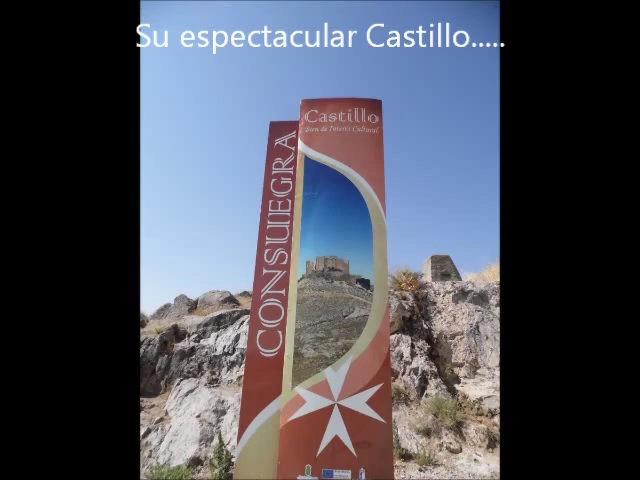 Su espectacular Castillo.....
Castillo
Bien de Interés Cultural
CONSUEGRA